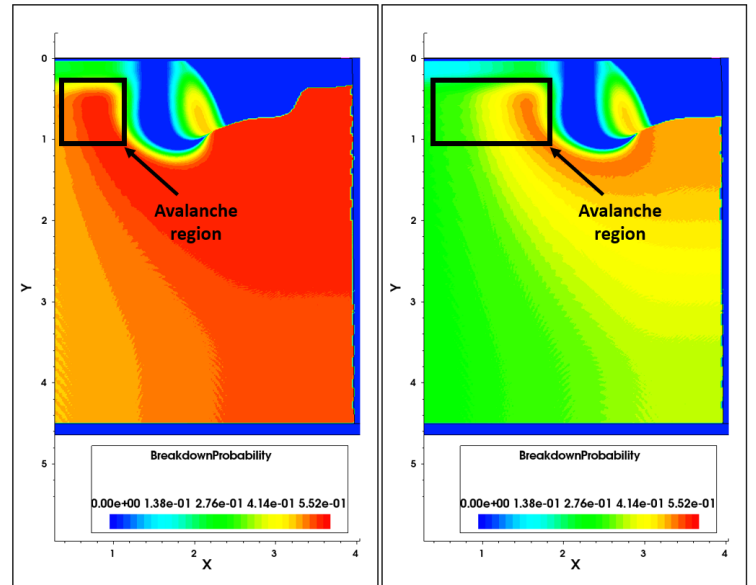 0
1
2
3
4
5
Y
Avalanche
region
BreakdownProbability
0.00e+00 1.38e-01 2.76e-01 4.14e-01 5.52e-01
1 2 3 4
X
0
1
2
3
4
5
Y
Avalanche
region
BreakdownProbability
0.00e+00 1.38e-01 2.76e-01 4.14e-01 5.52e-01
1 2 3 4
X